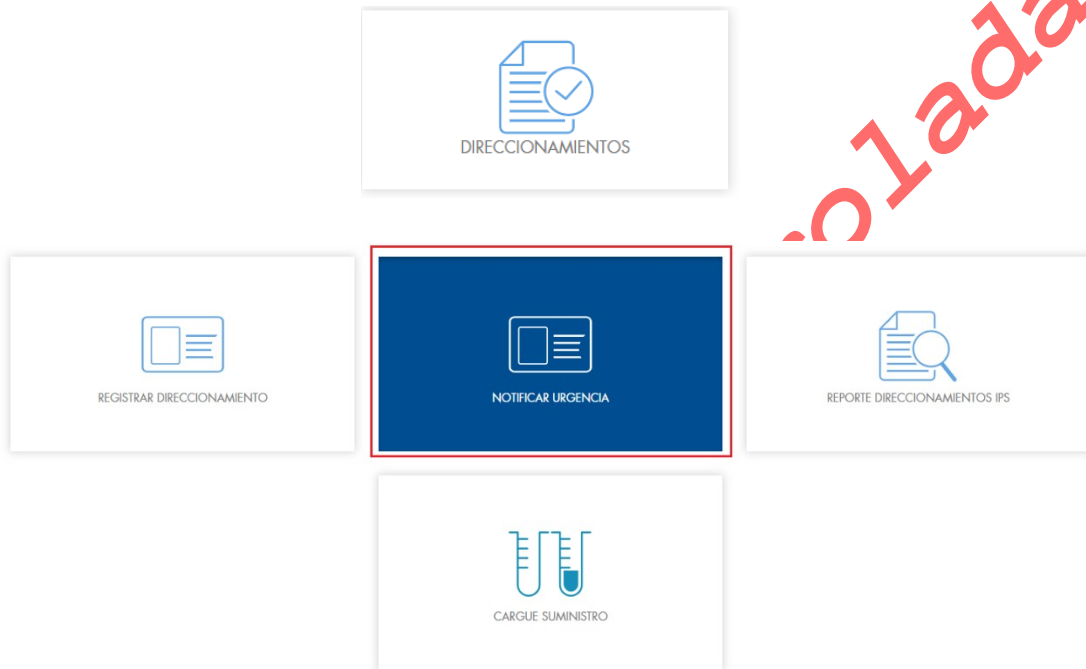 DIRECCIONAMIENTOS
REGISTRAR DIRECCIONAMIENTO
NOTIFICAR URGENCIA
REPORTE DIRECCIONAMIENTOS IPS
CARGUE SUMINISTRO